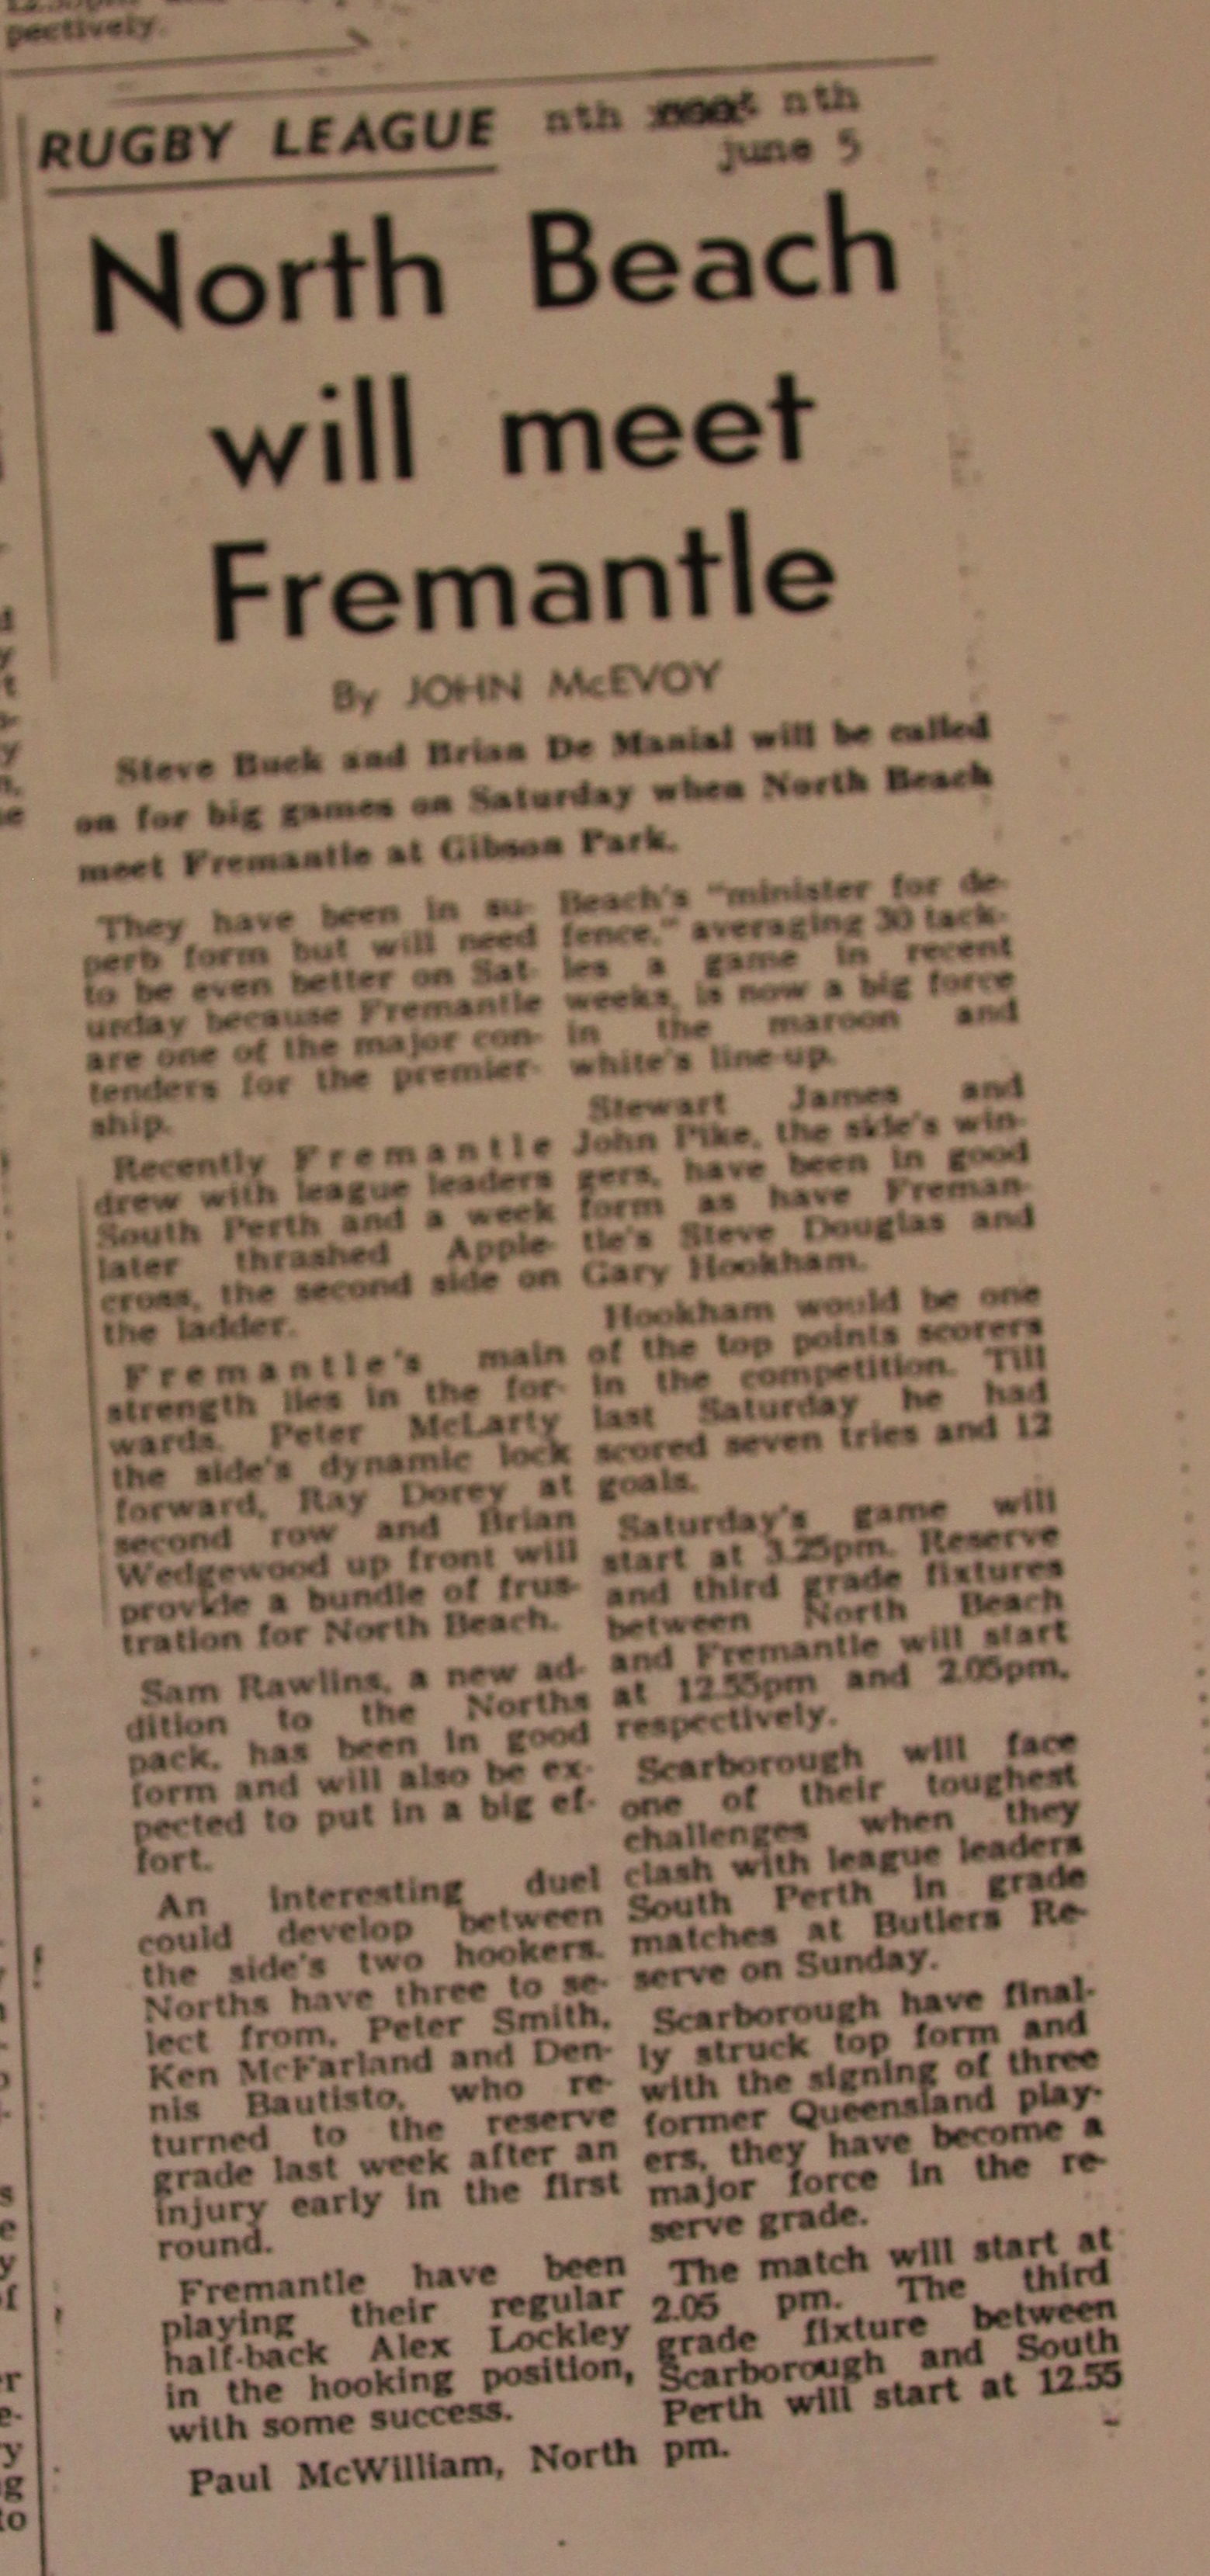 pectively.
RUGBY LEAGUE nth meet nth
june 5
North Beach
will meet
Fremantle
By JOHN McEVOY
Steve Buck and Brian De Manial will be called
on for big games on Saturday when North Beach
meet Fremantle at Gibson Park.
They have been in su-
perb form but will need
to be even better on Sat-
urday because Fremantle
are one of the major con-
tenders for the premier-
ship.
Recently Fremantle
drew with league leaders
South Perth and a week
later thrashed Apple-
cross, the second side on
the ladder.
Fremantle's main
strength lies in the for-
wards. Peter McLarty
the side's dynamic lock
forward, Ray Dorey at
second row and Brian
Wedgewood up front will
provide a bundle of frus-
tration for North Beach.
Sam Rawlins, a new ad-
dition to the Norths
pack, has been in good
form and will also be ex-
pected to put in a big ef-
fort.
An interesting duel
could develop between
the side's two hookers.
Norths have three to se-
lect from, Peter Smith,
Ken McFarland and Den-
nis Bautisto, who re-
turned to the reserve
grade last week after an
injury early in the first
round.
Fremantle have been
playing their regular
half-back Alex Lockley
in the hooking position,
with some success.
Paul McWilliam, North
Beach's "minister for de-
fence," averaging 30 tack-
les a game in recent
weeks, is now a big force
in the maroon and
white's line-up.
Stewart James and
John Pike, the side's win-
gers, have been in good
form as have Freman-
tle's Steve Douglas and
Gary Hookham.
Hookham would be one
of the top points scorers
in the competition. Till
last Saturday he had
scored seven tries and 12
goals.
Saturday's game will
start at 3.25pm. Reserve
and third grade fixtures
between North Beach
and Fremantle will start
at 12.55pm and 2.05pm,
respectively.
Scarborough will face
one of their toughest
challenges when they
clash with league leaders
South Perth in grade
matches at Butlers Re-
serve on Sunday.
Scarborough have final-
ly struck top form and
with the signing of three
former Queensland play-
ers, they have become a
major force in the re-
serve grade.
The match will start at
2.05 pm. The third
grade fixture between
Scarborough and South
Perth will start at 12.55
pm.